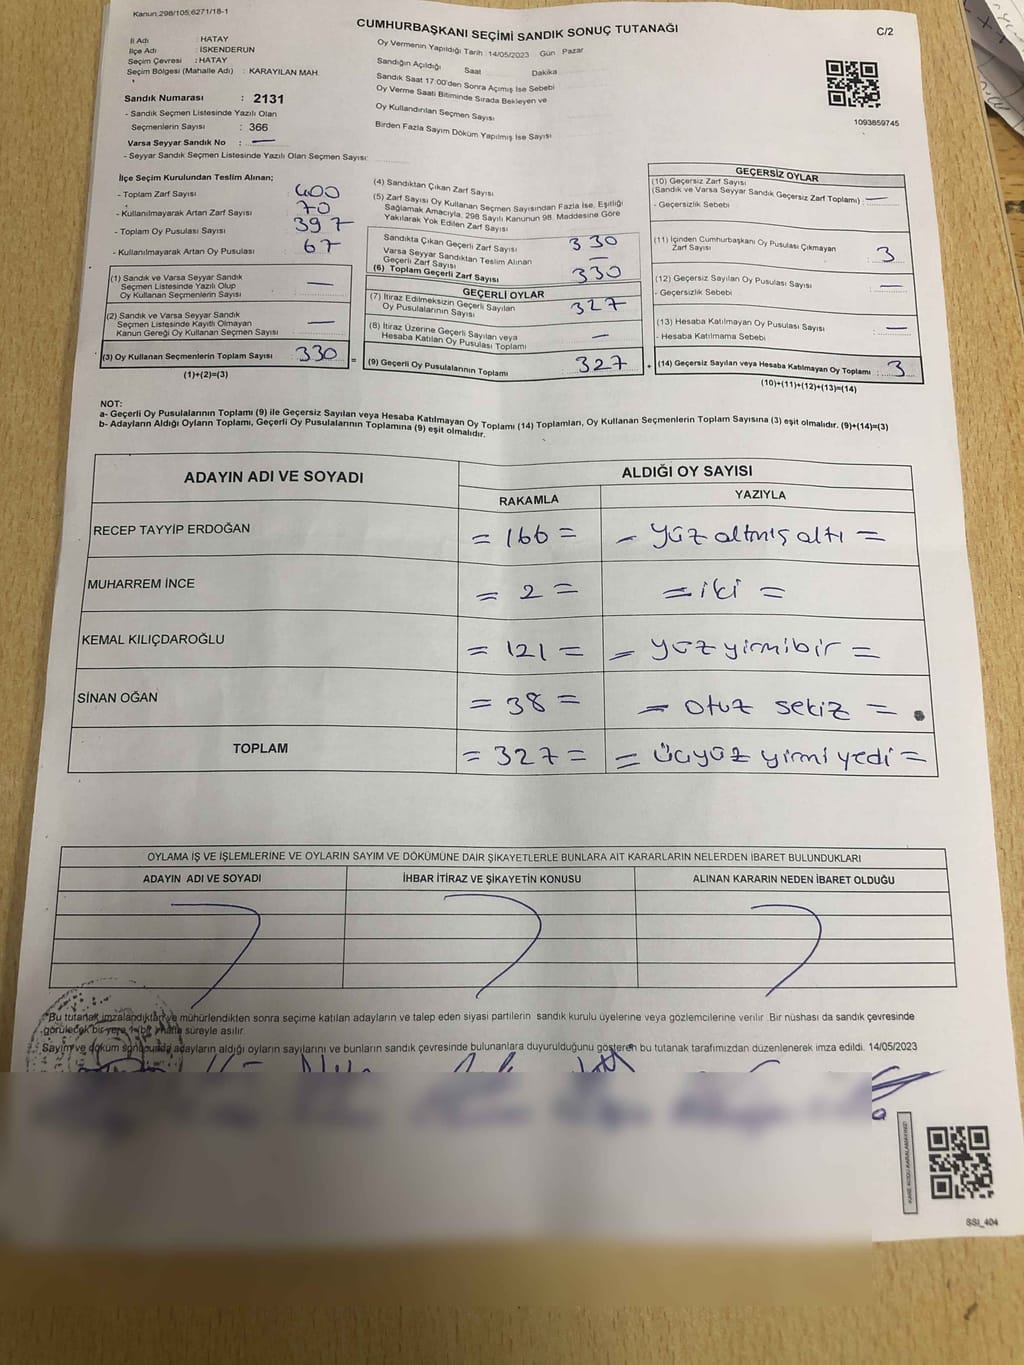 Kanun 298/105,6271/18-1
CUMHURBAŞKANI SEÇİMİ SANDIK SONUÇ TUTANAĞI
C/2
İl Adı : HATAY
İlçe Adı : İSKENDERUN
Seçim Çevresi : HATAY
Seçim Bölgesi (Mahalle Adı) : KARAYILAN MAH.
Sandık Numarası : 2131
- Sandık Seçmen Listesinde Yazılı Olan
Seçmenlerin Sayısı : 366
Varsa Seyyar Sandık No : —
- Seyyar Sandık Seçmen Listesinde Yazılı Olan Seçmen Sayısı:
Oy Vermenin Yapıldığı Tarih : 14/05/2023 Gün Pazar
Sandığın Açıldığı Saat Dakika
Sandık Saat 17:00'den Sonra Açımış İse Sebebi
Oy Verme Saati Bitiminde Sırada Bekleyen ve
Oy Kullandırılan Seçmen Sayısı
Birden Fazla Sayım Döküm Yapılmış İse Sayısı
1093859745
İlçe Seçim Kurulundan Teslim Alınan;
- Toplam Zarf Sayısı : 400
- Kullanılmayarak Artan Zarf Sayısı : 70
- Toplam Oy Pusulası Sayısı : 397
- Kullanılmayarak Artan Oy Pusulası : 67
(1) Sandık ve Varsa Seyyar Sandık
Seçmen Listesinde Yazılı Olup
Oy Kullanan Seçmenlerin Sayısı : —
(2) Sandık ve Varsa Seyyar Sandık
Seçmen Listesinde Kayıtlı Olmayan
Kanun Gereği Oy Kullanan Seçmen Sayısı : —
(3) Oy Kullanan Seçmenlerin Toplam Sayısı : 330 =
(1)+(2)=(3)
(4) Sandıktan Çıkan Zarf Sayısı
(5) Zarf Sayısı Oy Kullanan Seçmen Sayısından Fazla İse, Eşitliği
Sağlamak Amacıyla, 298 Sayılı Kanunun 98. Maddesine Göre
Yakılarak Yok Edilen Zarf Sayısı
Sandıkta Çıkan Geçerli Zarf Sayısı : 330
Varsa Seyyar Sandıktan Teslim Alınan
Geçerli Zarf Sayısı : —
(6) Toplam Geçerli Zarf Sayısı : 330
GEÇERLİ OYLAR
(7) İtiraz Edilmeksizin Geçerli Sayılan
Oy Pusulalarının Sayısı : 327
(8) İtiraz Üzerine Geçerli Sayılan veya
Hesaba Katılan Oy Pusulası Toplamı : —
(9) Geçerli Oy Pusulalarının Toplamı : 327 +
GEÇERSİZ OYLAR
(10) Geçersiz Zarf Sayısı
(Sandık ve Varsa Seyyar Sandık Geçersiz Zarf Toplamı) : —
- Geçersizlik Sebebi
(11) İçinden Cumhurbaşkanı Oy Pusulası Çıkmayan
Zarf Sayısı : 3
(12) Geçersiz Sayılan Oy Pusulası Sayısı : —
- Geçersizlik Sebebi
(13) Hesaba Katılmayan Oy Pusulası Sayısı : —
- Hesaba Katılmama Sebebi
(14) Geçersiz Sayılan veya Hesaba Katılmayan Oy Toplamı : 3
(10)+(11)+(12)+(13)=(14)
NOT:
a- Geçerli Oy Pusulalarının Toplamı (9) ile Geçersiz Sayılan veya Hesaba Katılmayan Oy Toplamı (14) Toplamları, Oy Kullanan Seçmenlerin Toplam Sayısına (3) eşit olmalıdır. (9)+(14)=(3)
b- Adayların Aldığı Oyların Toplamı, Geçerli Oy Pusulalarının Toplamına (9) eşit olmalıdır.
ADAYIN ADI VE SOYADI ALDIĞI OY SAYISI
RAKAMLA YAZIYLA
RECEP TAYYİP ERDOĞAN = 166 = = yüz altmış altı =
MUHARREM İNCE = 2 = = iki =
KEMAL KILIÇDAROĞLU = 121 = = yüz yirmibir =
SİNAN OĞAN = 38 = = otuz sekiz =
TOPLAM = 327 = = üçyüz yirmi yedi =
OYLAMA İŞ VE İŞLEMLERİNE VE OYLARIN SAYIM VE DÖKÜMÜNE DAİR ŞİKAYETLERLE BUNLARA AİT KARARLARIN NELERDEN İBARET BULUNDUKLARI
ADAYIN ADI VE SOYADI İHBAR İTİRAZ VE ŞİKAYETİN KONUSU ALINAN KARARIN NEDEN İBARET OLDUĞU
"Bu tutanak imzalandıktan ve mühürlendikten sonra seçime katılan adayların ve talep eden siyasi partilerin sandık kurulu üyelerine veya gözlemcilerine verilir. Bir nüshası da sandık çevresinde
görülecek bir yere 1 bir hafta süreyle asılır.
Sayım ve döküm sonucunda adayların aldığı oyların sayılarını ve bunların sandık çevresinde bulunanlara duyurulduğunu gösteren bu tutanak tarafımızdan düzenlenerek imza edildi. 14/05/2023
KARE KODU KARALAMAYINIZ!
SSI_404